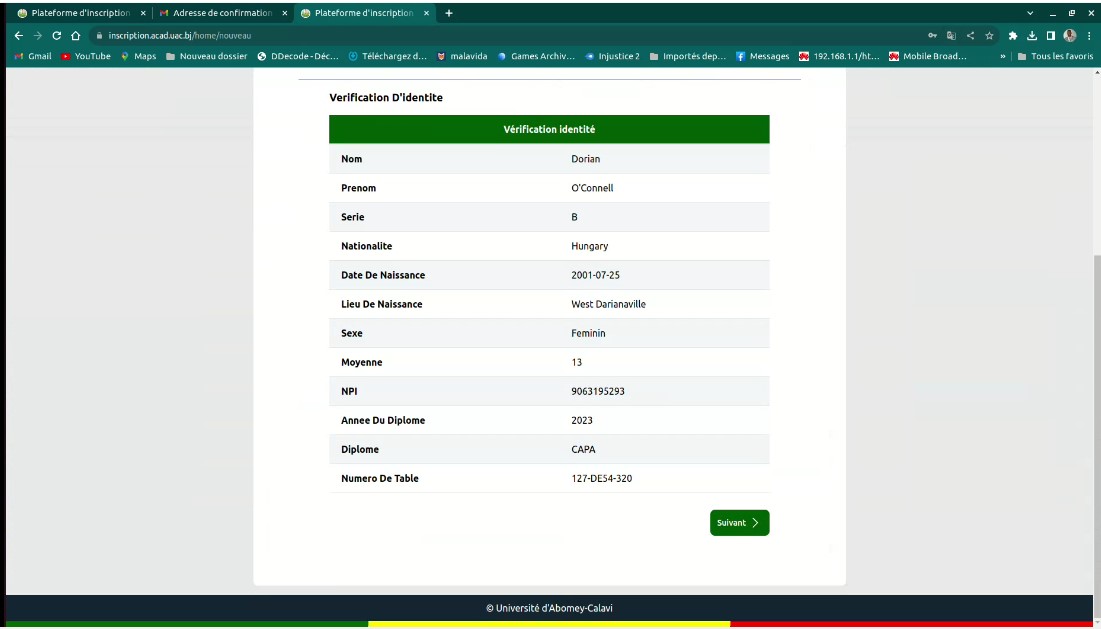 Plateforme d'inscription
Adresse de confirmation
Plateforme d'inscription
inscription.acad.uac.bj/home/nouveau
Gmail YouTube Maps Nouveau dossier DDecode - Déc... Téléchargez d... malavida Games Archiv... Injustice 2 Importés dep... Messages 192.168.1.1/ht... Mobile Broad... » Tous les favoris
Verification D'identite
Vérification identité
Nom Dorian
Prenom O'Connell
Serie B
Nationalite Hungary
Date De Naissance 2001-07-25
Lieu De Naissance West Darianaville
Sexe Feminin
Moyenne 13
NPI 9063195293
Annee Du Diplome 2023
Diplome CAPA
Numero De Table 127-DE54-320
Suivant
© Université d'Abomey-Calavi